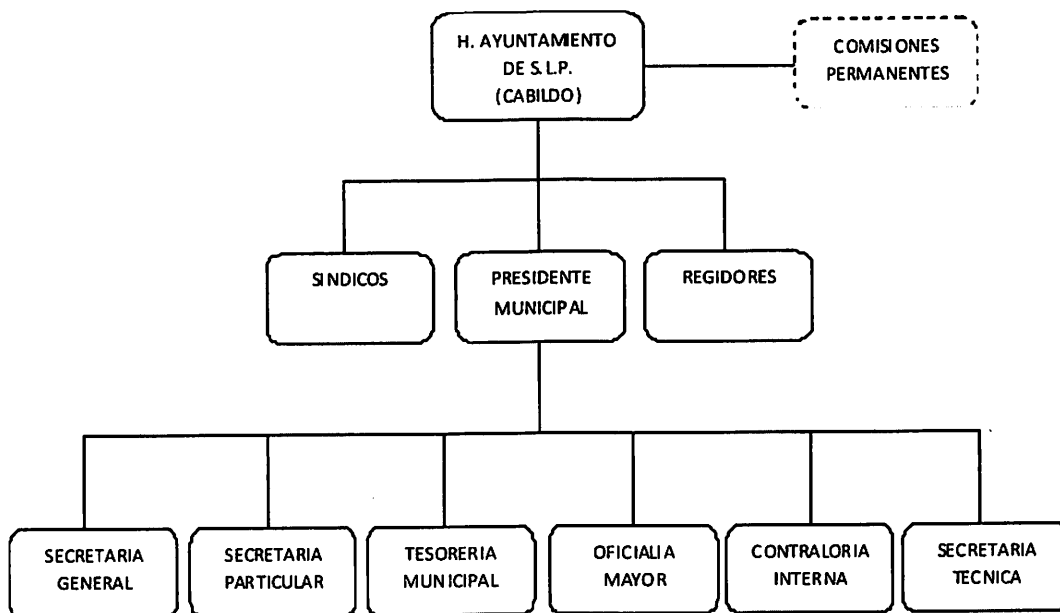 H. AYUNTAMIENTO
DE S.L.P.
(CABILDO)
COMISIONES
PERMANENTES
SINDICOS
PRESIDENTE
MUNICIPAL
REGIDORES
SECRETARIA
GENERAL
SECRETARIA
PARTICULAR
TESORERIA
MUNICIPAL
OFICIALIA
MAYOR
CONTRALORIA
INTERNA
SECRETARIA
TECNICA